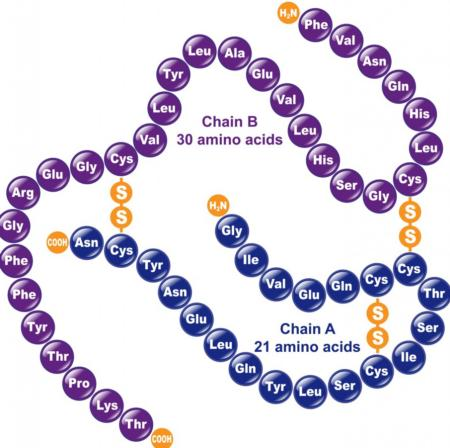 H₂N
Phe
Val
Asn
Gln
His
Leu
Cys
Gly
Ser
His
Leu
Val
Glu
Ala
Leu
Tyr
Leu
Val
Cys
Gly
Glu
Arg
Gly
Phe
Phe
Tyr
Thr
Pro
Lys
Thr
COOH
Chain B
30 amino acids
S
S
S
S
H₂N
Gly
Ile
Val
Glu
Gln
Cys
Cys
Thr
Ser
Ile
Cys
Ser
Leu
Tyr
Gln
Leu
Glu
Asn
Tyr
Cys
Asn
COOH
S
S
Chain A
21 amino acids